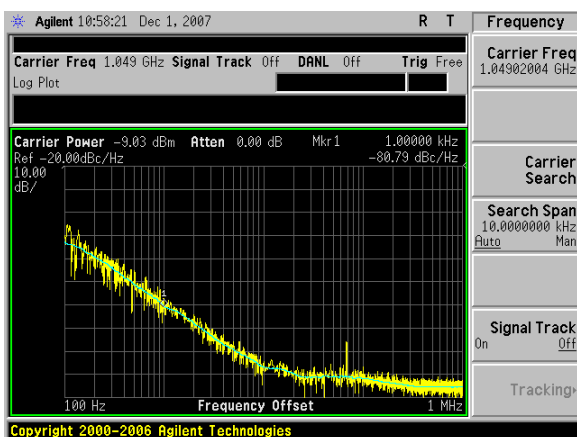 Agilent 10:58:21 Dec 1, 2007 R T
Carrier Freq 1.049 GHz Signal Track Off DANL Off Trig Free
Log Plot
Carrier Power -9.03 dBm Atten 0.00 dB Mkr1 1.00000 kHz
Ref -20.00dBc/Hz -80.79 dBc/Hz
10.00
dB/
1
100 Hz Frequency Offset 1 MHz
Copyright 2000-2006 Agilent Technologies
Frequency
Carrier Freq
1.04902004 GHz
Carrier
Search
Search Span
10.0000000 kHz
Auto Man
Signal Track
On Off
Tracking